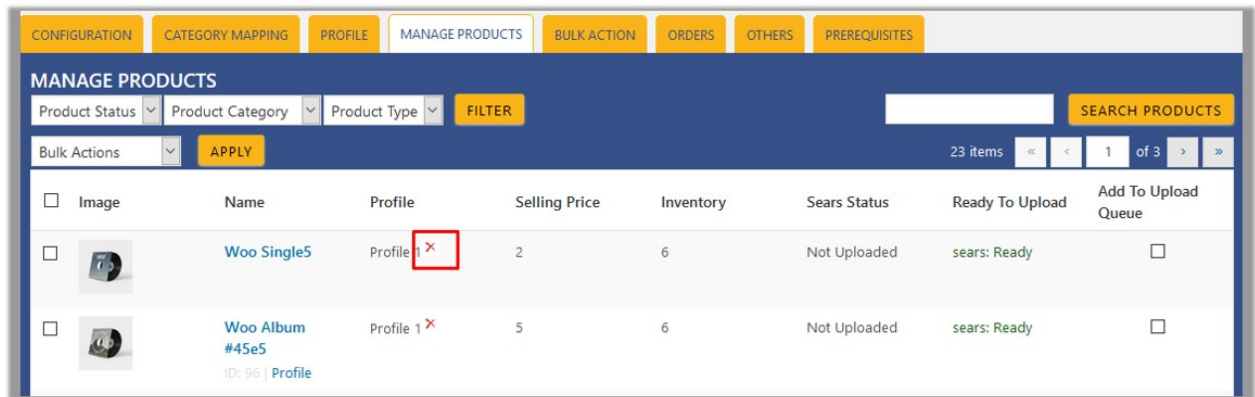 CONFIGURATION CATEGORY MAPPING PROFILE MANAGE PRODUCTS BULK ACTION ORDERS OTHERS PREREQUISITES
MANAGE PRODUCTS
Product Status Product Category Product Type FILTER SEARCH PRODUCTS
Bulk Actions APPLY 23 items « ‹ 1 of 3 › »
Image Name Profile Selling Price Inventory Sears Status Ready To Upload Add To Upload
Queue
Woo Single5 Profile 1 2 6 Not Uploaded sears: Ready
Woo Album Profile 1 5 6 Not Uploaded sears: Ready
#45e5
ID: 96 | Profile